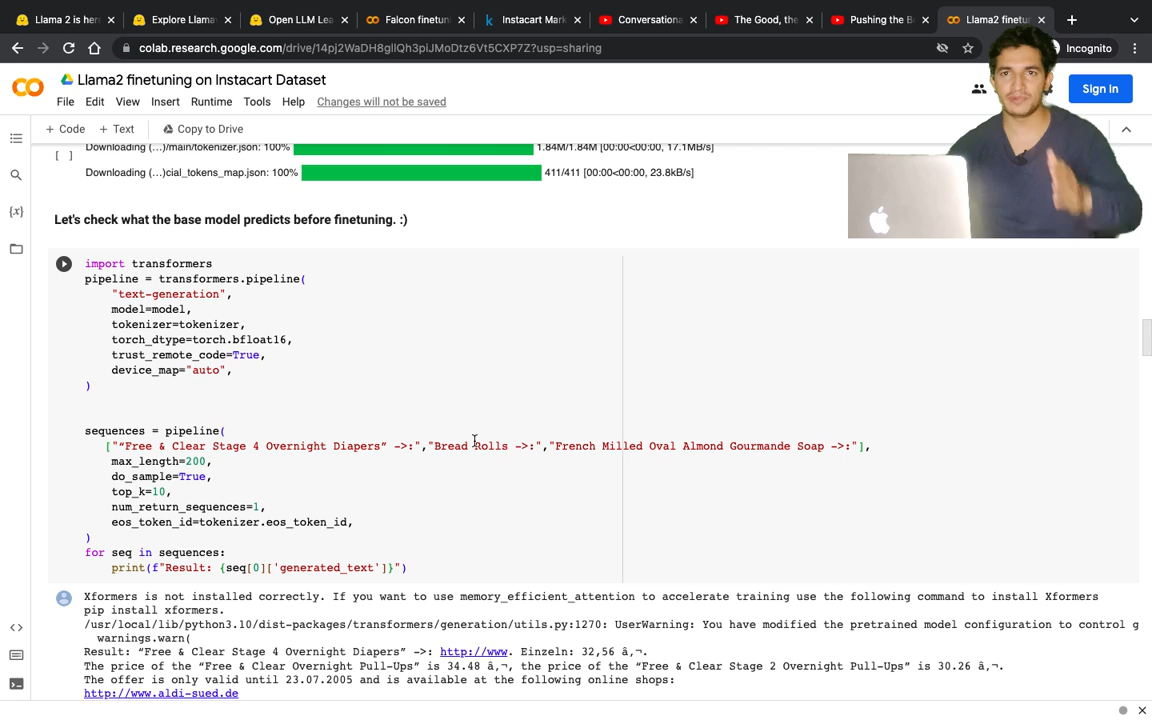 Llama 2 is her
Explore Llama
Open LLM Lea
Falcon finetun
Instacart Mark
Conversationa
The Good, the
Pushing the B
Llama2 finetu
colab.research.google.com/drive/14pj2WaDH8gllQh3piJMoDtz6Vt5CXP7Z?usp=sharing
Incognito
Llama2 finetuning on Instacart Dataset
File Edit View Insert Runtime Tools Help Changes will not be saved
Sign in
+ Code + Text Copy to Drive
Downloading (…)/main/tokenizer.json: 100% 1.84M/1.84M [00:00<00:00, 17.1MB/s]
[ ]
Downloading (…)cial_tokens_map.json: 100% 411/411 [00:00<00:00, 23.8kB/s]
Let's check what the base model predicts before finetuning. :)
import transformers
pipeline = transformers.pipeline(
"text-generation",
model=model,
tokenizer=tokenizer,
torch_dtype=torch.bfloat16,
trust_remote_code=True,
device_map="auto",
)
sequences = pipeline(
["“Free & Clear Stage 4 Overnight Diapers” ->:","Bread Rolls ->:","French Milled Oval Almond Gourmande Soap ->:"],
max_length=200,
do_sample=True,
top_k=10,
num_return_sequences=1,
eos_token_id=tokenizer.eos_token_id,
)
for seq in sequences:
print(f"Result: {seq[0]['generated_text']}")
Xformers is not installed correctly. If you want to use memory_efficient_attention to accelerate training use the following command to install Xformers
pip install xformers.
/usr/local/lib/python3.10/dist-packages/transformers/generation/utils.py:1270: UserWarning: You have modified the pretrained model configuration to control g
warnings.warn(
Result: “Free & Clear Stage 4 Overnight Diapers” ->: http://www. Einzeln: 32,56 â‚¬.
The price of the “Free & Clear Overnight Pull-Ups” is 34.48 â‚¬, the price of the “Free & Clear Stage 2 Overnight Pull-Ups” is 30.26 â‚¬.
The offer is only valid until 23.07.2005 and is available at the following online shops:
http://www.aldi-sued.de